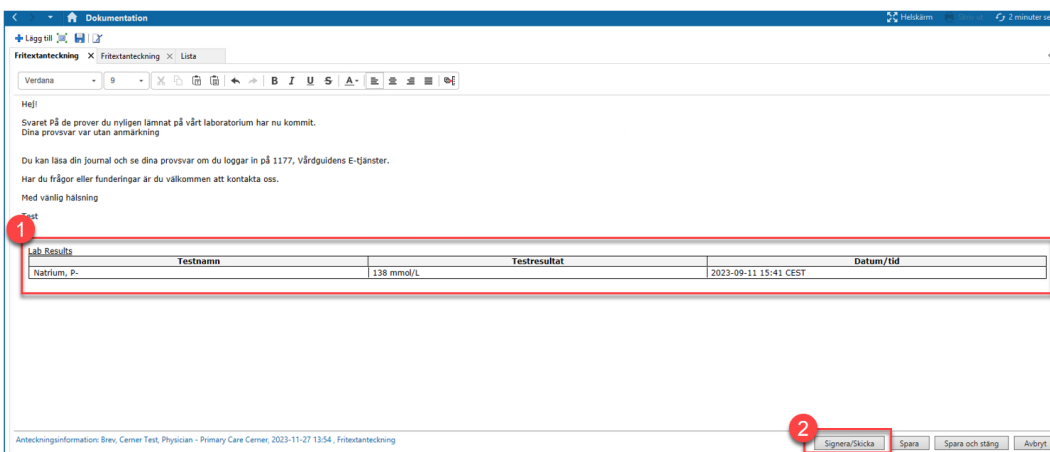 Dokumentation
Helskärm
Skriv ut
2 minuter se
Lägg till
Fritextanteckning
Fritextanteckning
Lista
Verdana
9
B I U S A
Hej!
Svaret På de prover du nyligen lämnat på vårt laboratorium har nu kommit.
Dina provsvar var utan anmärkning
Du kan läsa din journal och se dina provsvar om du loggar in på 1177, Vårdguidens E-tjänster.
Har du frågor eller funderingar är du välkommen att kontakta oss.
Med vänlig hälsning
Test
1
Lab Results
Testnamn Testresultat Datum/tid
Natrium, P- 138 mmol/L 2023-09-11 15:41 CEST
2
Anteckningsinformation: Brev, Cerner Test, Physician - Primary Care Cerner, 2023-11-27 13:54 , Fritextanteckning
Signera/Skicka
Spara
Spara och stäng
Avbryt